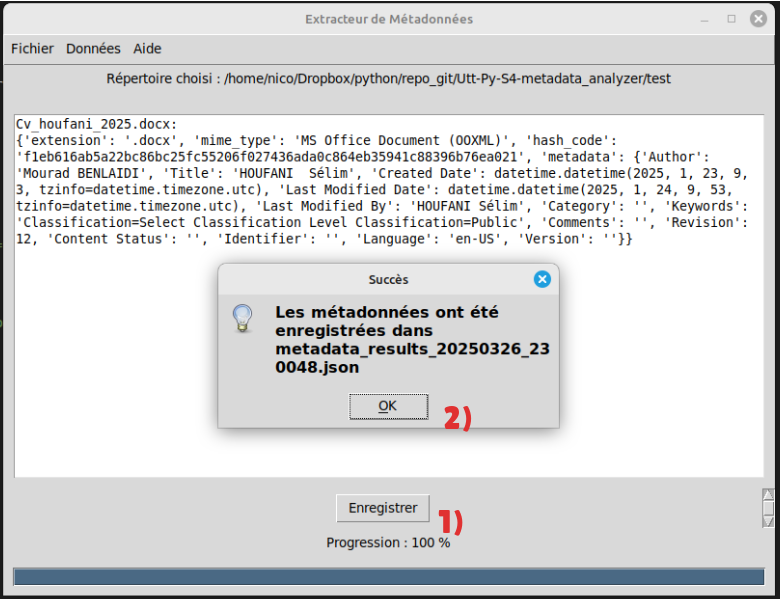 Extracteur de Métadonnées
Fichier Données Aide
Répertoire choisi : /home/nico/Dropbox/python/repo_git/Utt-Py-S4-metadata_analyzer/test
Cv_houfani_2025.docx:
{'extension': '.docx', 'mime_type': 'MS Office Document (OOXML)', 'hash_code':
'f1eb616ab5a22bc86bc25fc55206f027436ada0c864eb35941c88396b76ea021', 'metadata': {'Author':
'Mourad BENLAIDI', 'Title': 'HOUFANI  Sélim', 'Created Date': datetime.datetime(2025, 1, 23, 9,
3, tzinfo=datetime.timezone.utc), 'Last Modified Date': datetime.datetime(2025, 1, 24, 9, 53,
tzinfo=datetime.timezone.utc), 'Last Modified By': 'HOUFANI Sélim', 'Category': '', 'Keywords':
'Classification=Select Classification Level Classification=Public', 'Comments': '', 'Revision':
12, 'Content Status': '', 'Identifier': '', 'Language': 'en-US', 'Version': ''}}
Succès
Les métadonnées ont été
enregistrées dans
metadata_results_20250326_23
0048.json
OK
2)
Enregistrer
1)
Progression : 100 %